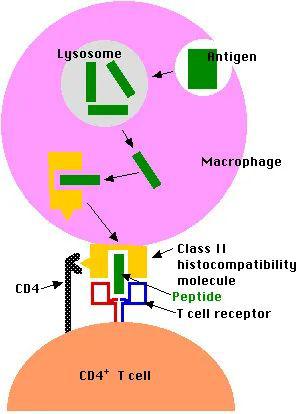 Lysosome
Antigen
Macrophage
Class II
histocompatibility
molecule
CD4
Peptide
T cell receptor
CD4+ T cell